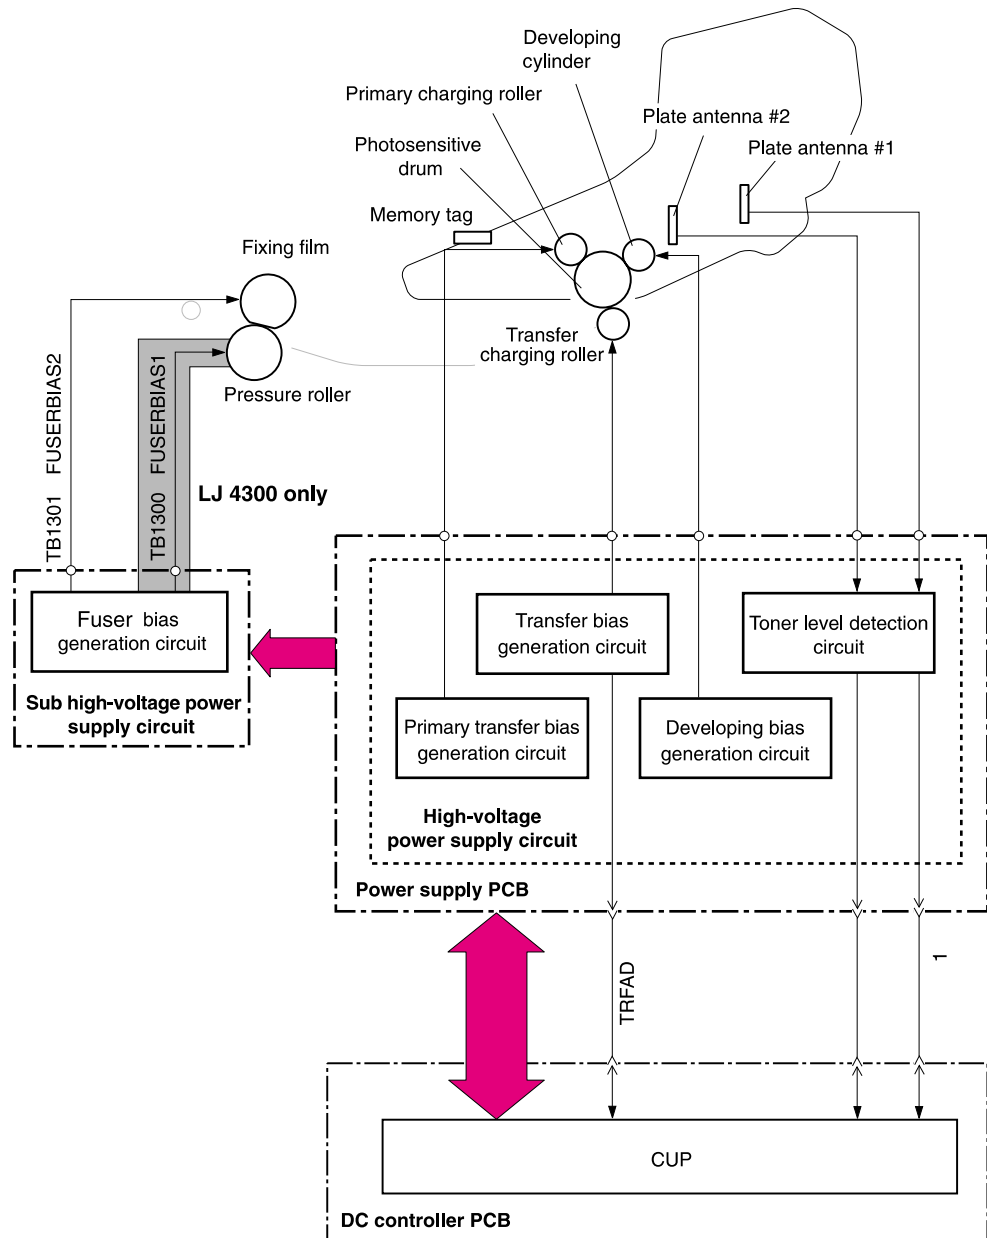 Developing
cylinder
Primary charging roller
Plate antenna #2
Photosensitive
drum
Plate antenna #1
Memory tag
Fixing film
Transfer
charging roller
Pressure roller
TB1301 FUSERBIAS2
TB1300 FUSERBIAS1
LJ 4300 only
Fuser bias
generation circuit
Sub high-voltage power
supply circuit
Transfer bias
generation circuit
Toner level detection
circuit
Primary transfer bias
generation circuit
Developing bias
generation circuit
High-voltage
power supply circuit
Power supply PCB
TRFAD
1
CUP
DC controller PCB